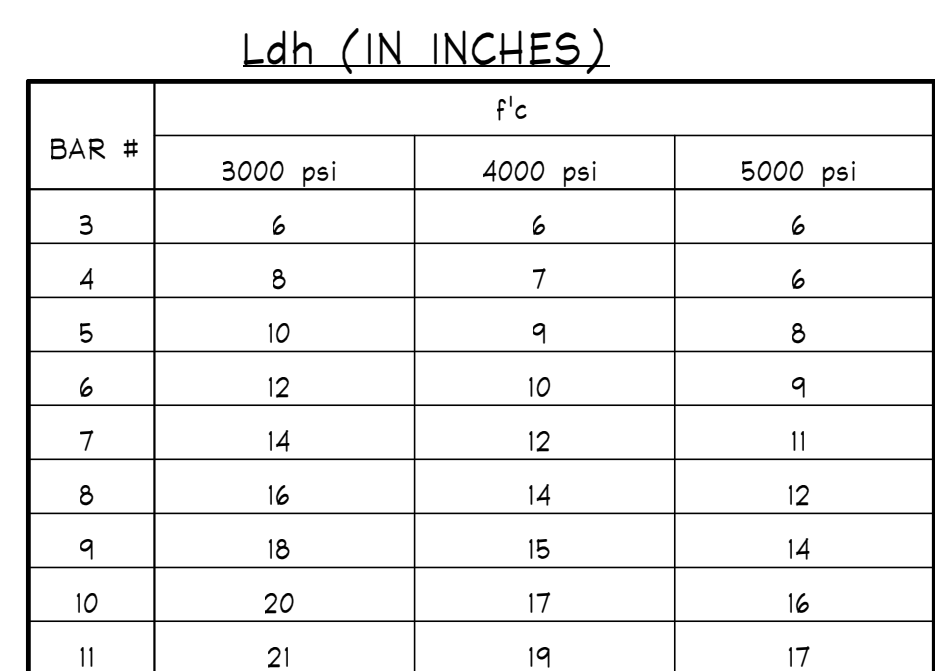 Ldh (IN INCHES)
f'c
BAR #
3000 psi 4000 psi 5000 psi
3 6 6 6
4 8 7 6
5 10 9 8
6 12 10 9
7 14 12 11
8 16 14 12
9 18 15 14
10 20 17 16
11 21 19 17